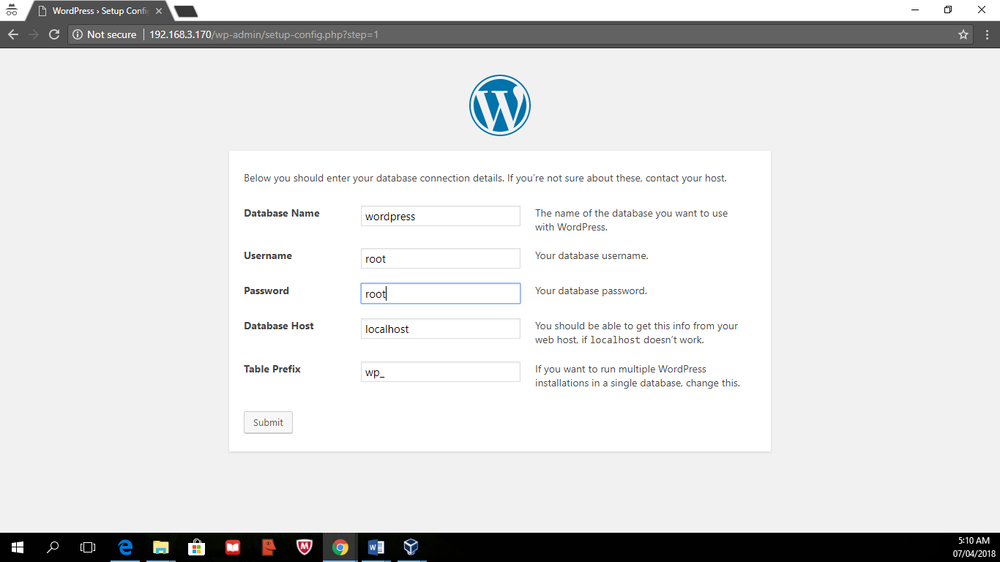 WordPress › Setup Confi
Not secure 192.168.3.170/wp-admin/setup-config.php?step=1
W
Below you should enter your database connection details. If you’re not sure about these, contact your host.
Database Name wordpress The name of the database you want to use
with WordPress.
Username root Your database username.
Password root Your database password.
Database Host localhost You should be able to get this info from your
web host, if localhost doesn’t work.
Table Prefix wp_ If you want to run multiple WordPress
installations in a single database, change this.
Submit
5:10 AM
07/04/2018